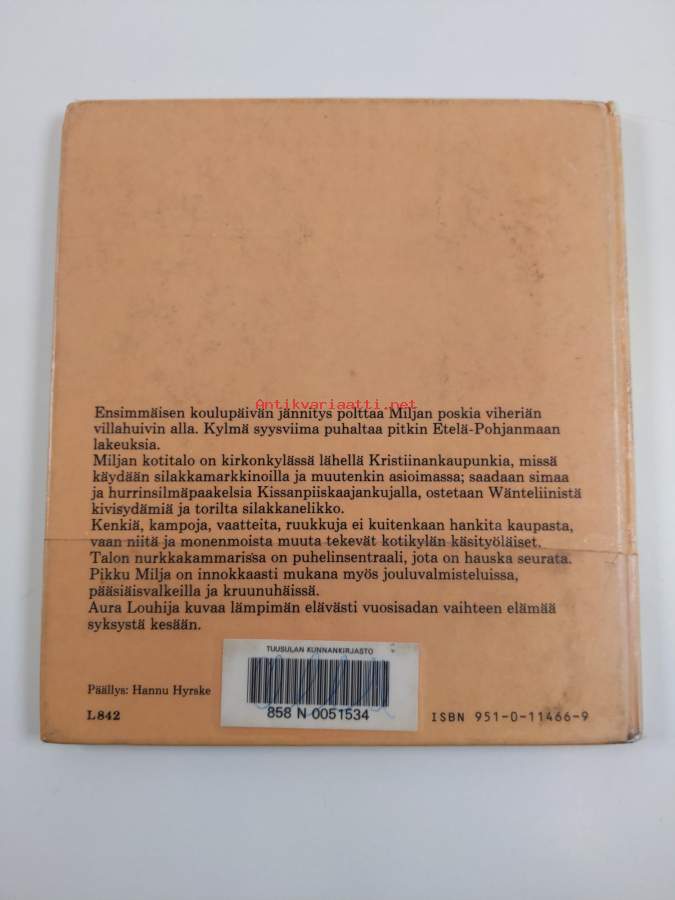 Antikvariaatti.net
Ensimmäisen koulupäivän jännitys polttaa Miljan poskia viheriän
villahuivin alla. Kylmä syysviima puhaltaa pitkin Etelä-Pohjanmaan
lakeuksia.
Miljan kotitalo on kirkonkylässä lähellä Kristiinankaupunkia, missä
käydään silakkamarkkinoilla ja muutenkin asioimassa; saadaan simaa
ja hurrinsilmäpaakelsia Kissanpiiskaajankujalla, ostetaan Wänteliinistä
kivisydämiä ja torilta silakkanelikko.
Kenkiä, kampoja, vaatteita, ruukkuja ei kuitenkaan hankita kaupasta,
vaan niitä ja monenmoista muuta tekevät kotikylän käsityöläiset.
Talon nurkkakammarissa on puhelinsentraali, jota on hauska seurata.
Pikku Milja on innokkaasti mukana myös jouluvalmisteluissa,
pääsiäisvalkeilla ja kruunuhäissä.
Aura Louhija kuvaa lämpimän elävästi vuosisadan vaihteen elämää
syksystä kesään.
TUUSULAN KUNNANKIRJASTO
858 N 0051534
Päällys: Hannu Hyrske
L842
ISBN 951-0-11466-9